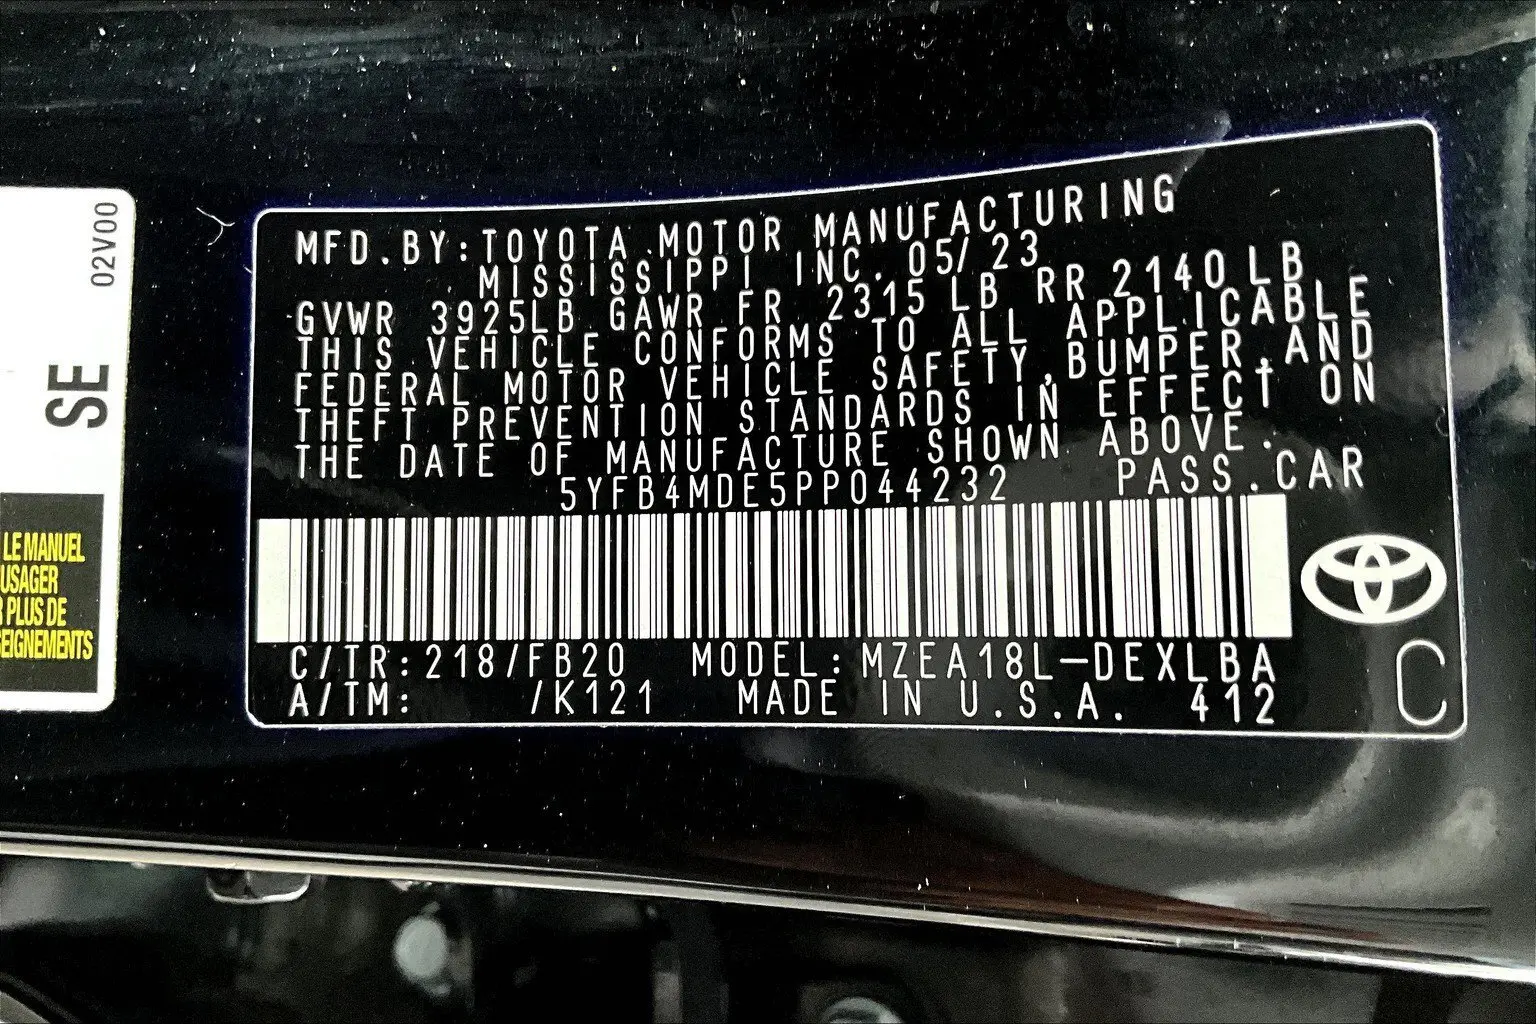 02V00
SE
LE MANUEL
USAGER
PLUS DE
EIGNEMENTS
MFD.BY:TOYOTA MOTOR MANUFACTURING
MISSISSIPPI INC. 05/23
GVWR 3925LB GAWR FR 2315 LB RR 2140 LB
THIS VEHICLE CONFORMS TO ALL APPLICABLE
FEDERAL MOTOR VEHICLE SAFETY,BUMPER,AND
THEFT PREVENTION STANDARDS IN EFFECT ON
THE DATE OF MANUFACTURE SHOWN ABOVE.
5YFB4MDE5PP044232 PASS.CAR
C/TR:218/FB20 MODEL:MZEA18L-DEXLBA
A/TM: /K121 MADE IN U.S.A. 412
C